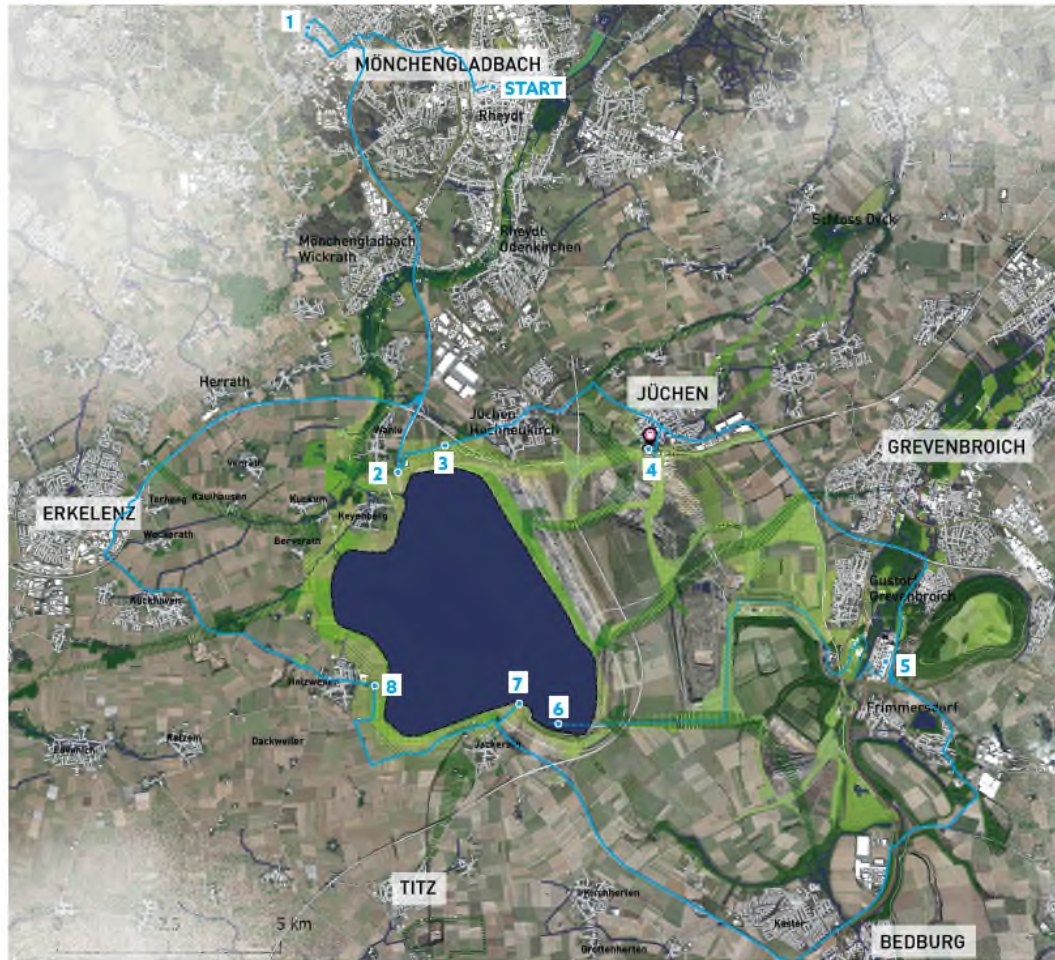 1
MÖNCHENGLADBACH
START
Rheydt
Schloss Dyck
Mönchengladbach
Wickrath
Rheydt
Odenkirchen
Herrath
JÜCHEN
Jüchen
Hochneukirch
Wanlo
GREVENBROICH
3
4
2
Venrath
Kaulhausen
Terheeg
Kuckum
ERKELENZ
Keyenberg
Wockerath
Berverath
Gustorf
Grevenbroich
Kückhoven
5
8
Holzweiler
7
Frimmersdorf
6
Katzem
Dackweiler
Jackerath
Lövenich
TITZ
Kirchherten
2,5
5 km
Kaster
Grottenherten
BEDBURG